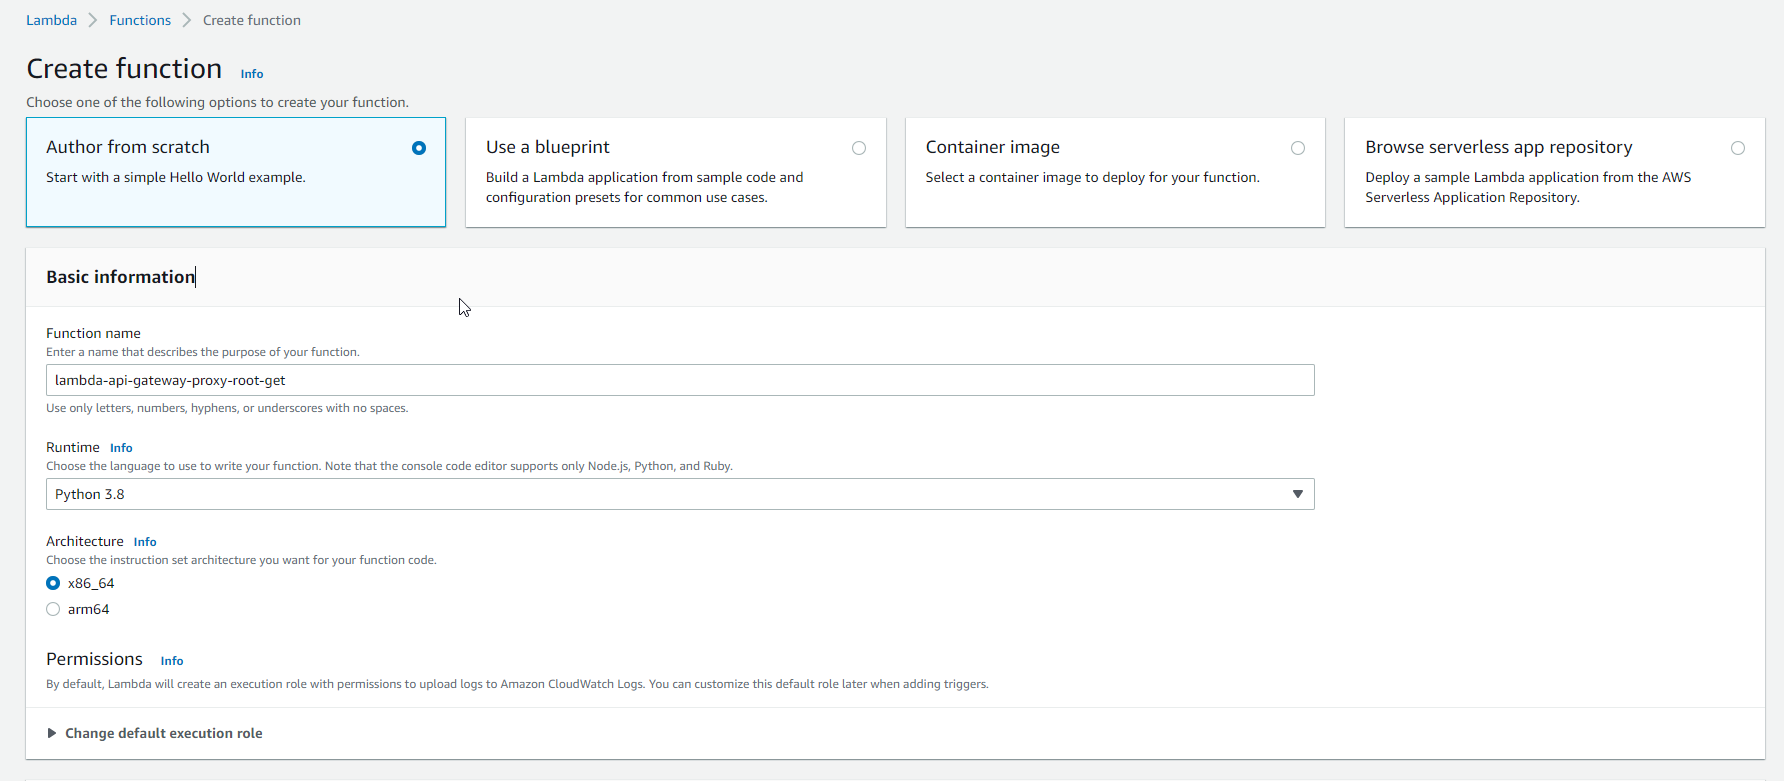 Lambda > Functions > Create function
Create function Info
Choose one of the following options to create your function.
Author from scratch
Start with a simple Hello World example.
Use a blueprint
Build a Lambda application from sample code and
configuration presets for common use cases.
Container image
Select a container image to deploy for your function.
Browse serverless app repository
Deploy a sample Lambda application from the AWS
Serverless Application Repository.
Basic information
Function name
Enter a name that describes the purpose of your function.
lambda-api-gateway-proxy-root-get
Use only letters, numbers, hyphens, or underscores with no spaces.
Runtime Info
Choose the language to use to write your function. Note that the console code editor supports only Node.js, Python, and Ruby.
Python 3.8
Architecture Info
Choose the instruction set architecture you want for your function code.
x86_64
arm64
Permissions Info
By default, Lambda will create an execution role with permissions to upload logs to Amazon CloudWatch Logs. You can customize this default role later when adding triggers.
Change default execution role